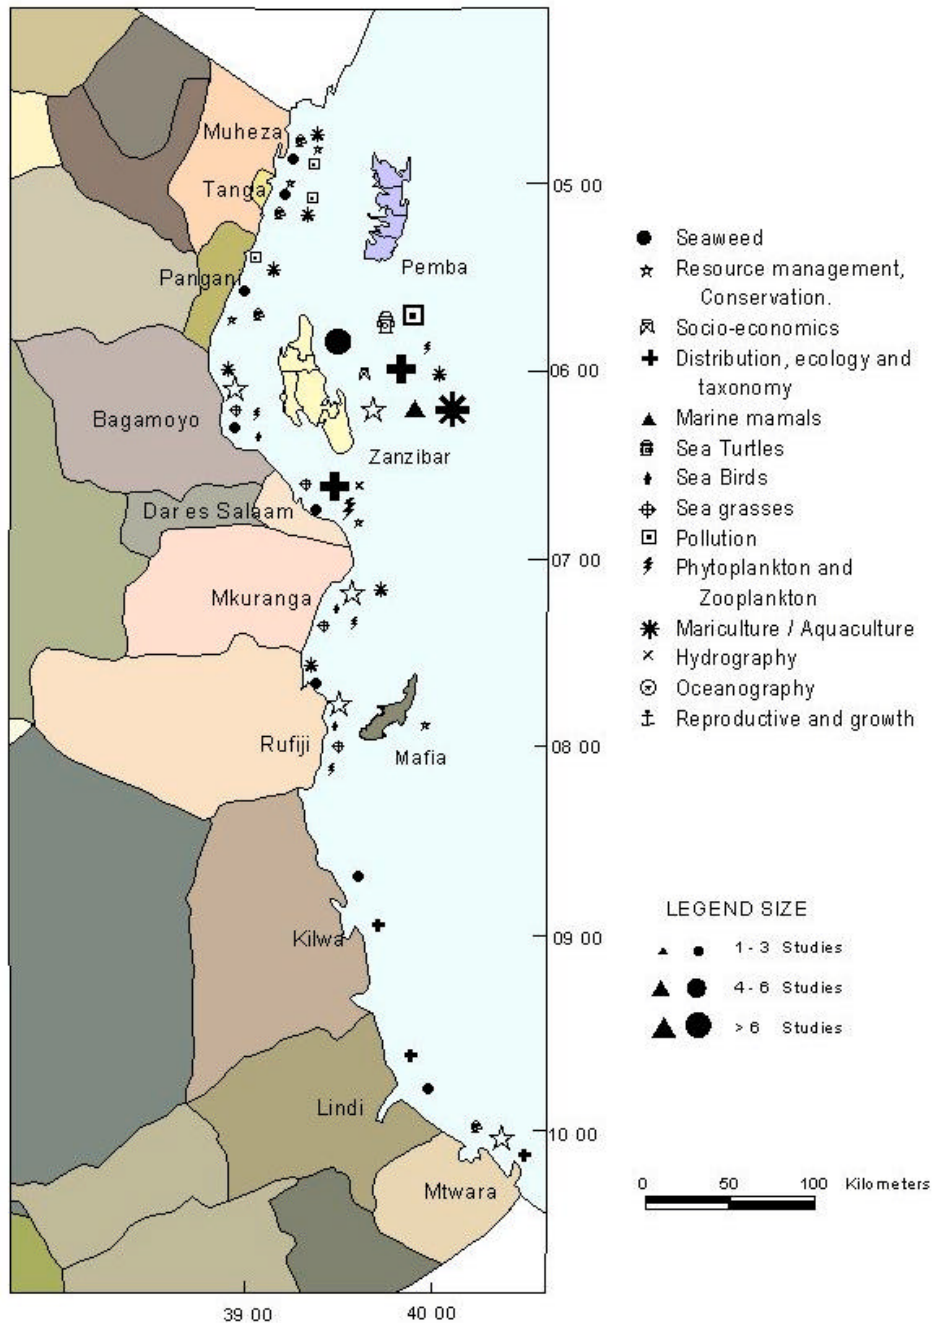 Muheza
Tanga
05 00
Pangani
Pemba
06 00
Bagamoyo
Zanzibar
Dar es Salaam
07 00
Mkuranga
Rufiji
Mafia
08 00
Kilwa
09 00
Lindi
10 00
Mtwara
39 00
40 00
Seaweed
Resource management,
Conservation.
Socio-economics
Distribution, ecology and
taxonomy
Marine mamals
Sea Turtles
Sea Birds
Sea grasses
Pollution
Phytoplankton and
Zooplankton
Mariculture / Aquaculture
Hydrography
Oceanography
Reproductive and growth
LEGEND SIZE
1 - 3 Studies
4 - 6 Studies
> 6 Studies
0 50 100 Kilometers